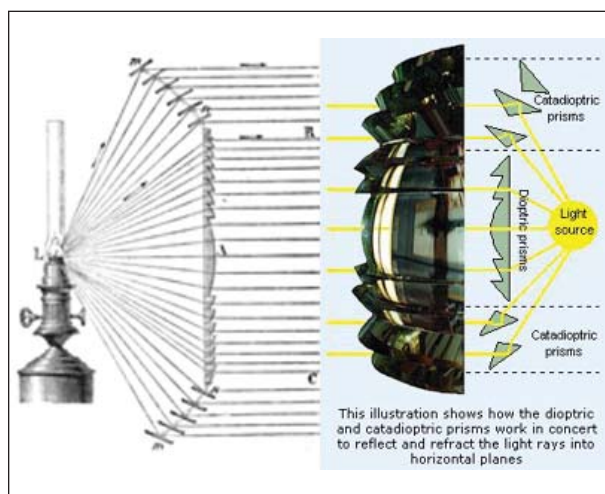 m
n
B
A
L
C
n
m
Catadioptric
prisms
Dioptric prisms
Light
source
Catadioptric
prisms
This illustration shows how the dioptric
and catadioptric prisms work in concert
to reflect and refract the light rays into
horizontal planes